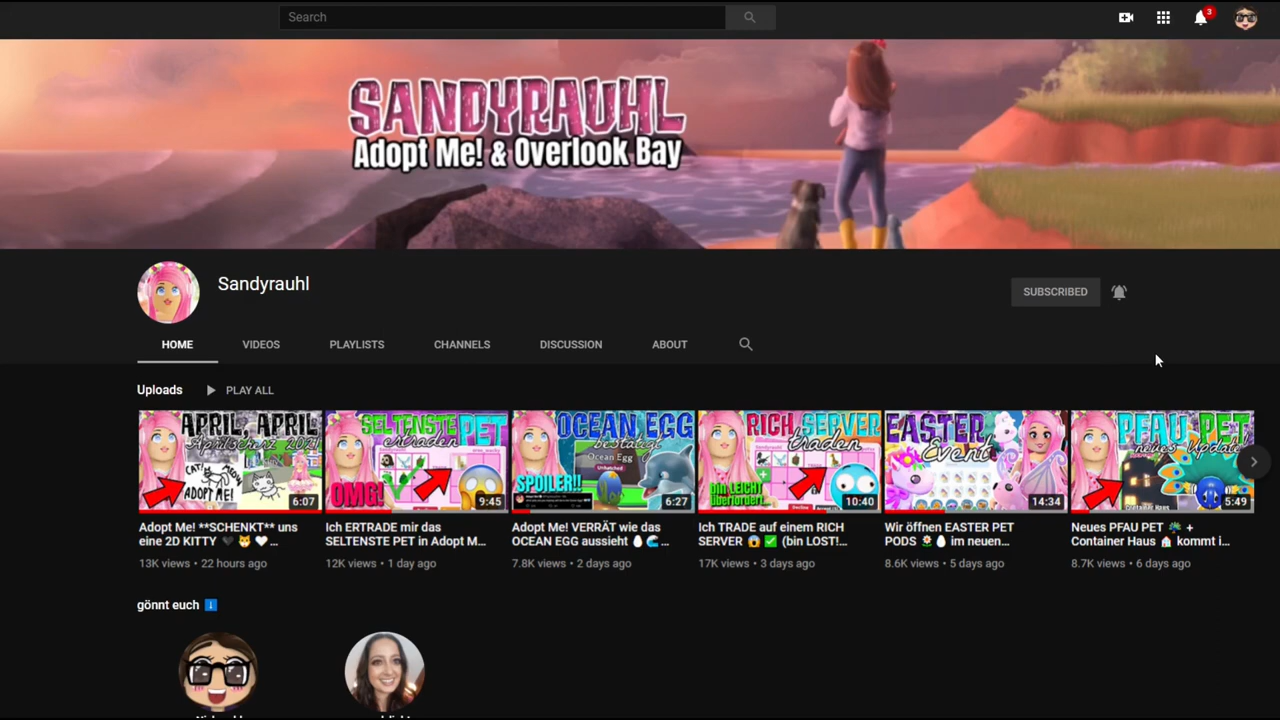 Search
3
SANDYRAUHL
Adopt Me! & Overlook Bay
Sandyrauhl
SUBSCRIBED
HOME VIDEOS PLAYLISTS CHANNELS DISCUSSION ABOUT
Uploads PLAY ALL
APRIL, APRIL
Aprilscherz 2021
ADOPT ME!
6:07
Adopt Me! **SCHENKT** uns
eine 2D KITTY 🖤 🐱 🤍 ...
13K views • 22 hours ago
SELTENSTE PET
ertraden
OMG!
9:45
Ich ERTRADE mir das
SELTENSTE PET in Adopt M...
12K views • 1 day ago
OCEAN EGG
bestätigt
Ocean Egg
SPOILER!!
6:27
Adopt Me! VERRÄT wie das
OCEAN EGG aussieht 🥚🌊...
7.8K views • 2 days ago
RICH SERVER
traden
Bin LEICHT
überfordert
10:40
Ich TRADE auf einem RICH
SERVER 😱 ✅ (bin LOST!...
17K views • 3 days ago
EASTER
Event
14:34
Wir öffnen EASTER PET
PODS 🌷🥚 im neuen...
8.6K views • 5 days ago
PFAU PET
neues Update
Container Haus
5:49
Neues PFAU PET 🦚 +
Container Haus 🏠 kommt i...
8.7K views • 6 days ago
gönnt euch ⬇️